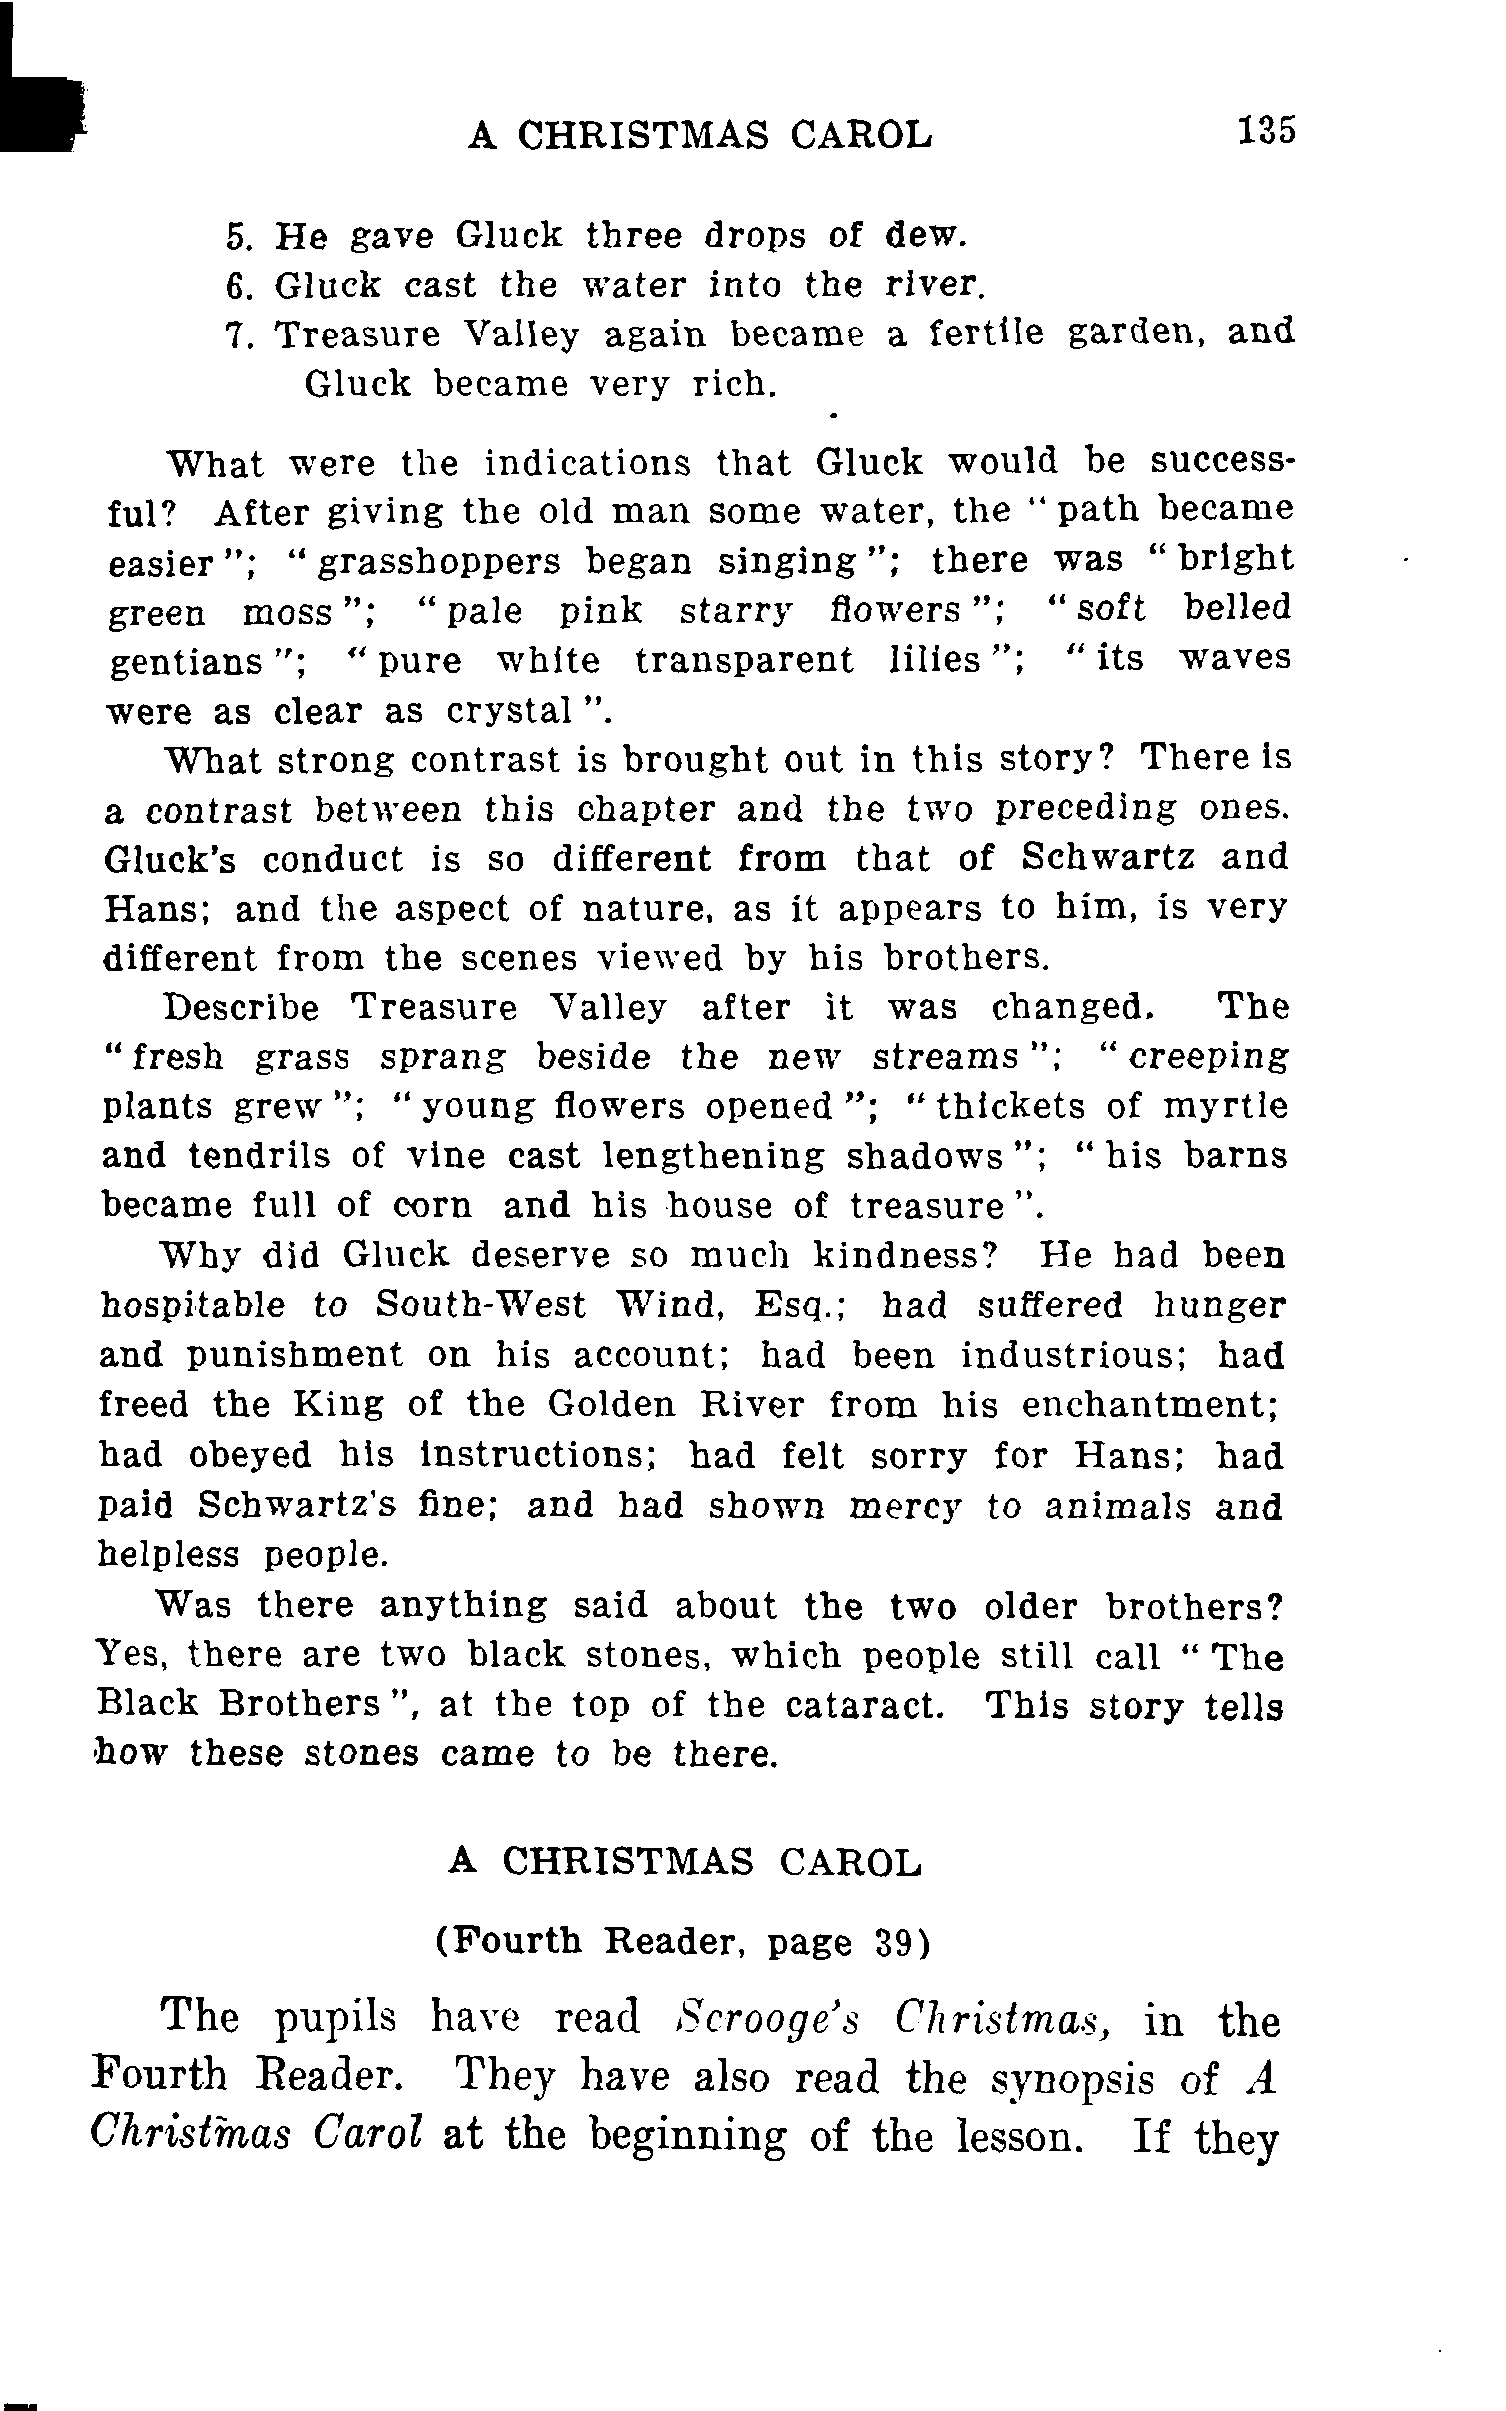 A CHRISTMAS CAROL 135
5. He gave Gluck three drops of dew.
6. Gluck cast the water into the river.
7. Treasure Valley again became a fertile garden, and
Gluck became very rich.
What were the indications that Gluck would be success-
ful? After giving the old man some water, the “ path became
easier ”; “ grasshoppers began singing ”; there was “ bright
green moss ”; “ pale pink starry flowers ”; “ soft belled
gentians ”; “ pure white transparent lilies ”; “ its waves
were as clear as crystal ”.
What strong contrast is brought out in this story? There is
a contrast between this chapter and the two preceding ones.
Gluck's conduct is so different from that of Schwartz and
Hans; and the aspect of nature, as it appears to him, is very
different from the scenes viewed by his brothers.
Describe Treasure Valley after it was changed. The
“ fresh grass sprang beside the new streams ”; “ creeping
plants grew ”; “ young flowers opened ”; “ thickets of myrtle
and tendrils of vine cast lengthening shadows ”; “ his barns
became full of corn and his house of treasure ”.
Why did Gluck deserve so much kindness? He had been
hospitable to South-West Wind, Esq.; had suffered hunger
and punishment on his account; had been industrious; had
freed the King of the Golden River from his enchantment;
had obeyed his instructions; had felt sorry for Hans; had
paid Schwartz's fine; and had shown mercy to animals and
helpless people.
Was there anything said about the two older brothers?
Yes, there are two black stones, which people still call “ The
Black Brothers ”, at the top of the cataract. This story tells
how these stones came to be there.
A CHRISTMAS CAROL
(Fourth Reader, page 39)
The pupils have read Scrooge's Christmas, in the
Fourth Reader. They have also read the synopsis of A
Christmas Carol at the beginning of the lesson. If they